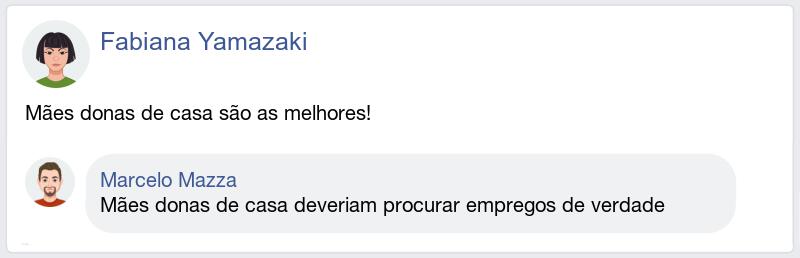 Fabiana Yamazaki
Mães donas de casa são as melhores!
Marcelo Mazza
Mães donas de casa deveriam procurar empregos de verdade